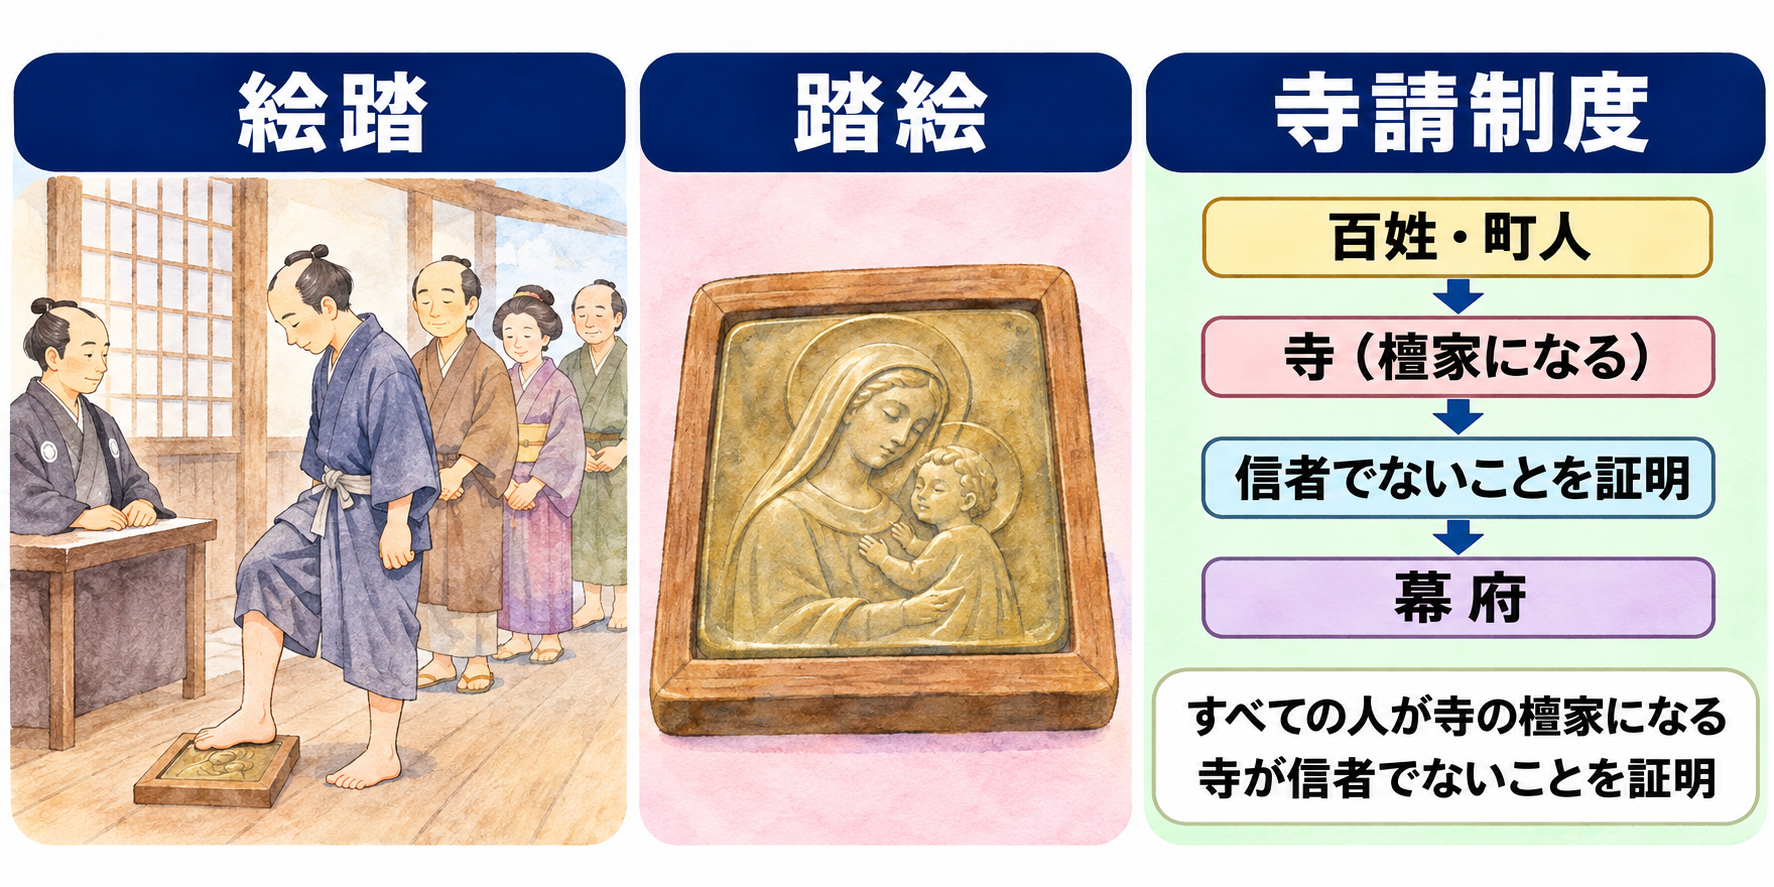 絵踏
踏絵
寺請制度
百姓・町人
寺（檀家になる）
信者でないことを証明
幕府
すべての人が寺の檀家になる
寺が信者でないことを証明